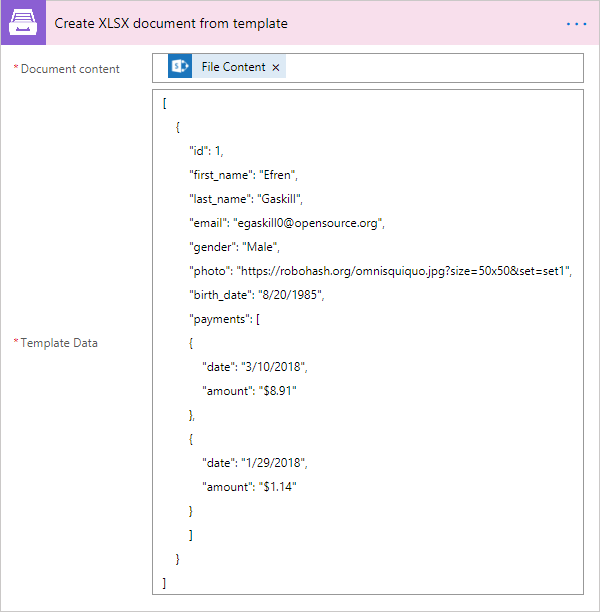 Create XLSX document from template
* Document content
File Content ×
[
{
"id": 1,
"first_name": "Efren",
"last_name": "Gaskill",
"email": "egaskill0@opensource.org",
"gender": "Male",
"photo": "https://robohash.org/omnisquiquo.jpg?size=50x50&set=set1",
"birth_date": "8/20/1985",
"payments": [
* Template Data
{
"date": "3/10/2018",
"amount": "$8.91"
},
{
"date": "1/29/2018",
"amount": "$1.14"
}
]
}
]